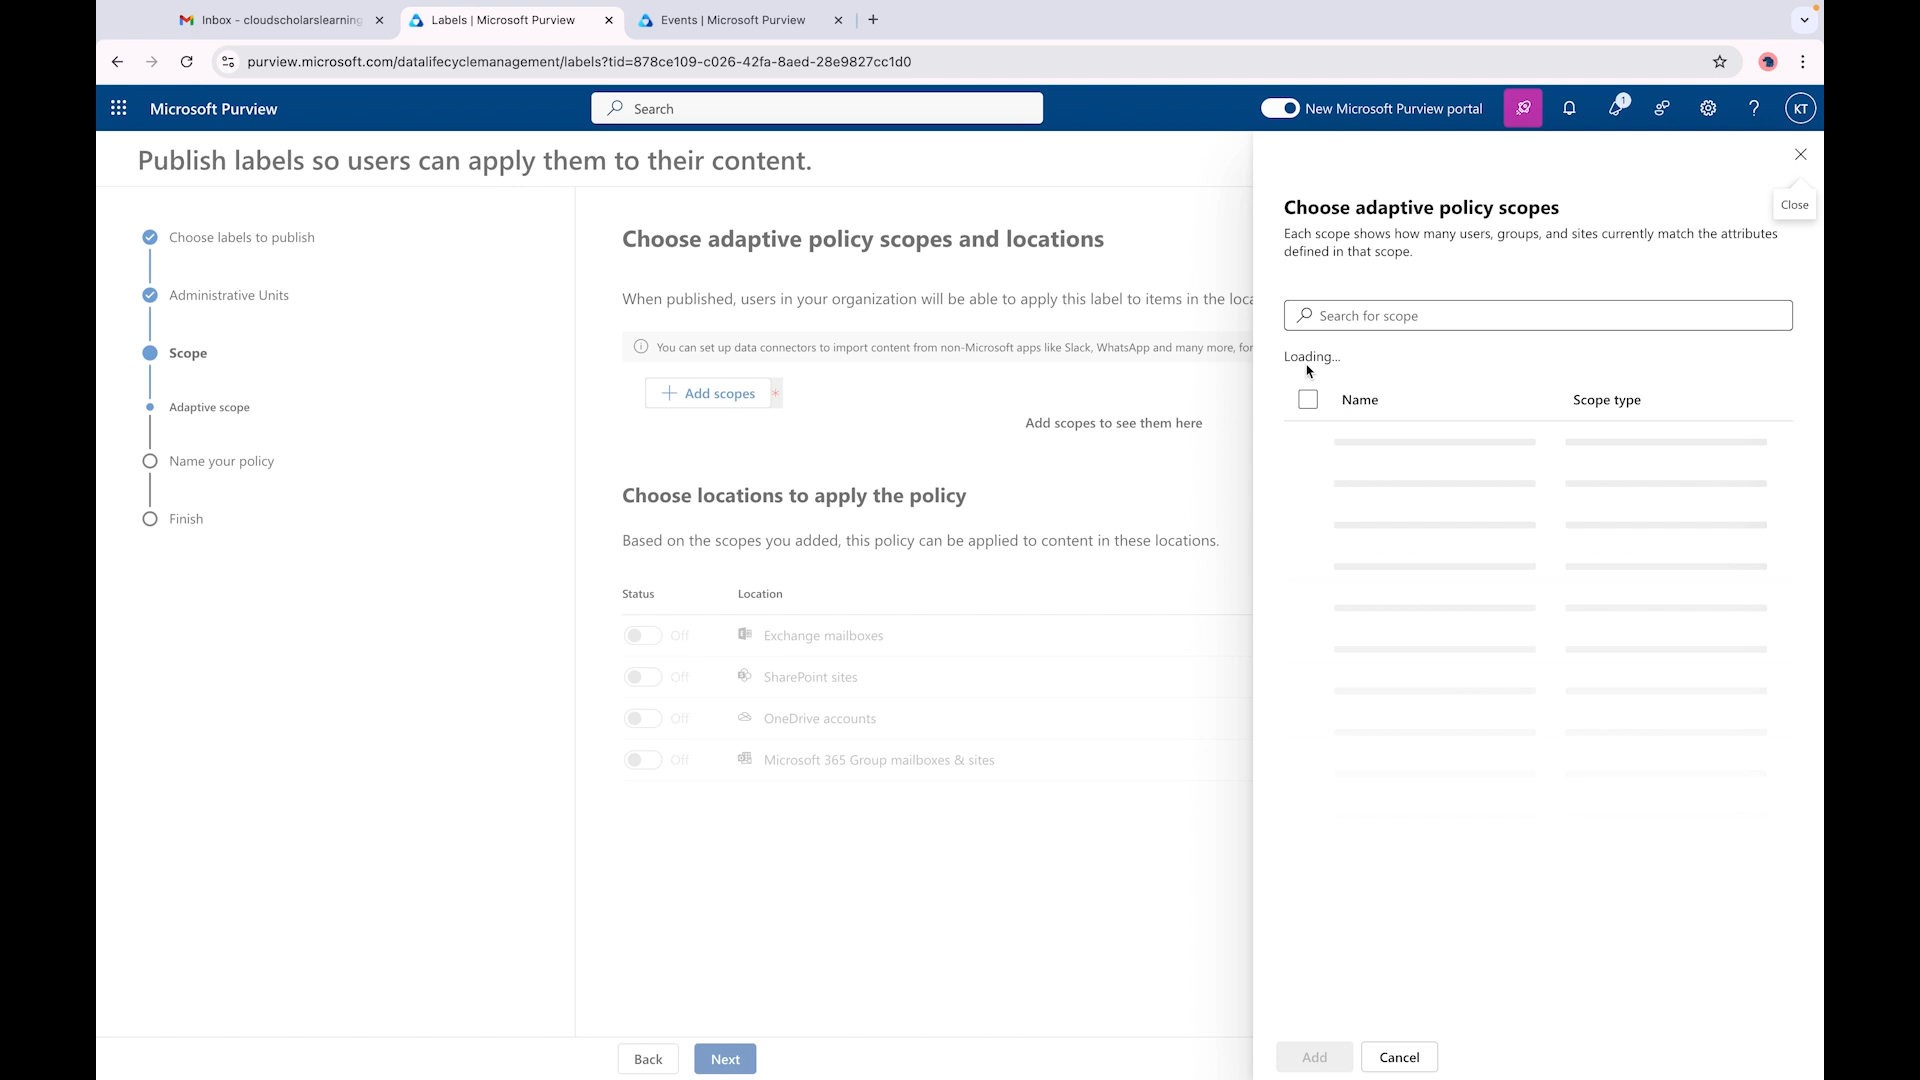 Inbox - cloudscholarslearning
Labels | Microsoft Purview
Events | Microsoft Purview
purview.microsoft.com/datalifecyclemanagement/labels?tid=878ce109-c026-42fa-8aed-28e9827cc1d0
Microsoft Purview
Search
New Microsoft Purview portal
1
KT
Publish labels so users can apply them to their content.
Choose labels to publish
Administrative Units
Scope
Adaptive scope
Name your policy
Finish
Choose adaptive policy scopes and locations
When published, users in your organization will be able to apply this label to items in the loca
You can set up data connectors to import content from non-Microsoft apps like Slack, WhatsApp and many more, for
Add scopes *
Add scopes to see them here
Choose locations to apply the policy
Based on the scopes you added, this policy can be applied to content in these locations.
Status Location
Off Exchange mailboxes
Off SharePoint sites
Off OneDrive accounts
Off Microsoft 365 Group mailboxes & sites
Back Next
Close
Choose adaptive policy scopes
Each scope shows how many users, groups, and sites currently match the attributes
defined in that scope.
Search for scope
Loading...
Name Scope type
Add Cancel